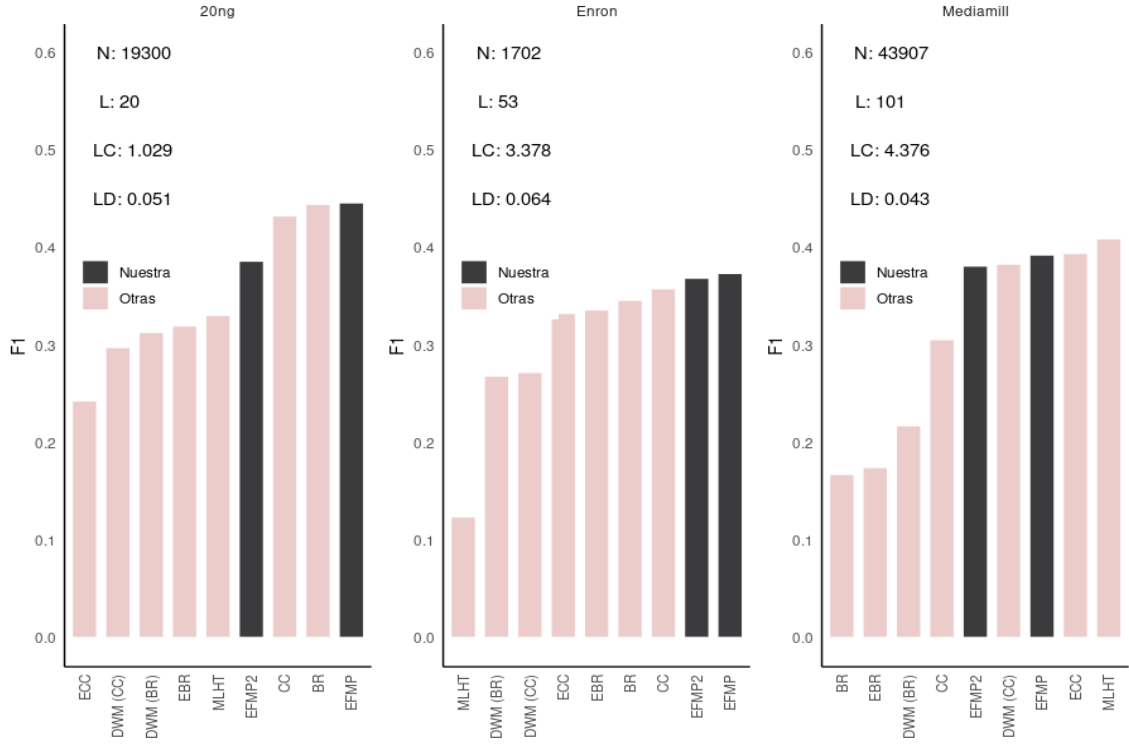 20ng
N: 19300
L: 20
LC: 1.029
LD: 0.051
Nuestra
Otras
F1
0.6
0.5
0.4
0.3
0.2
0.1
0.0
ECC
DWM (CC)
DWM (BR)
EBR
MLHT
EFMP2
CC
BR
EFMP
Enron
N: 1702
L: 53
LC: 3.378
LD: 0.064
Nuestra
Otras
F1
0.6
0.5
0.4
0.3
0.2
0.1
0.0
MLHT
DWM (BR)
DWM (CC)
ECC
EBR
BR
CC
EFMP2
EFMP
Mediamill
N: 43907
L: 101
LC: 4.376
LD: 0.043
Nuestra
Otras
F1
0.6
0.5
0.4
0.3
0.2
0.1
0.0
BR
EBR
DWM (BR)
CC
EFMP2
DWM (CC)
EFMP
ECC
MLHT